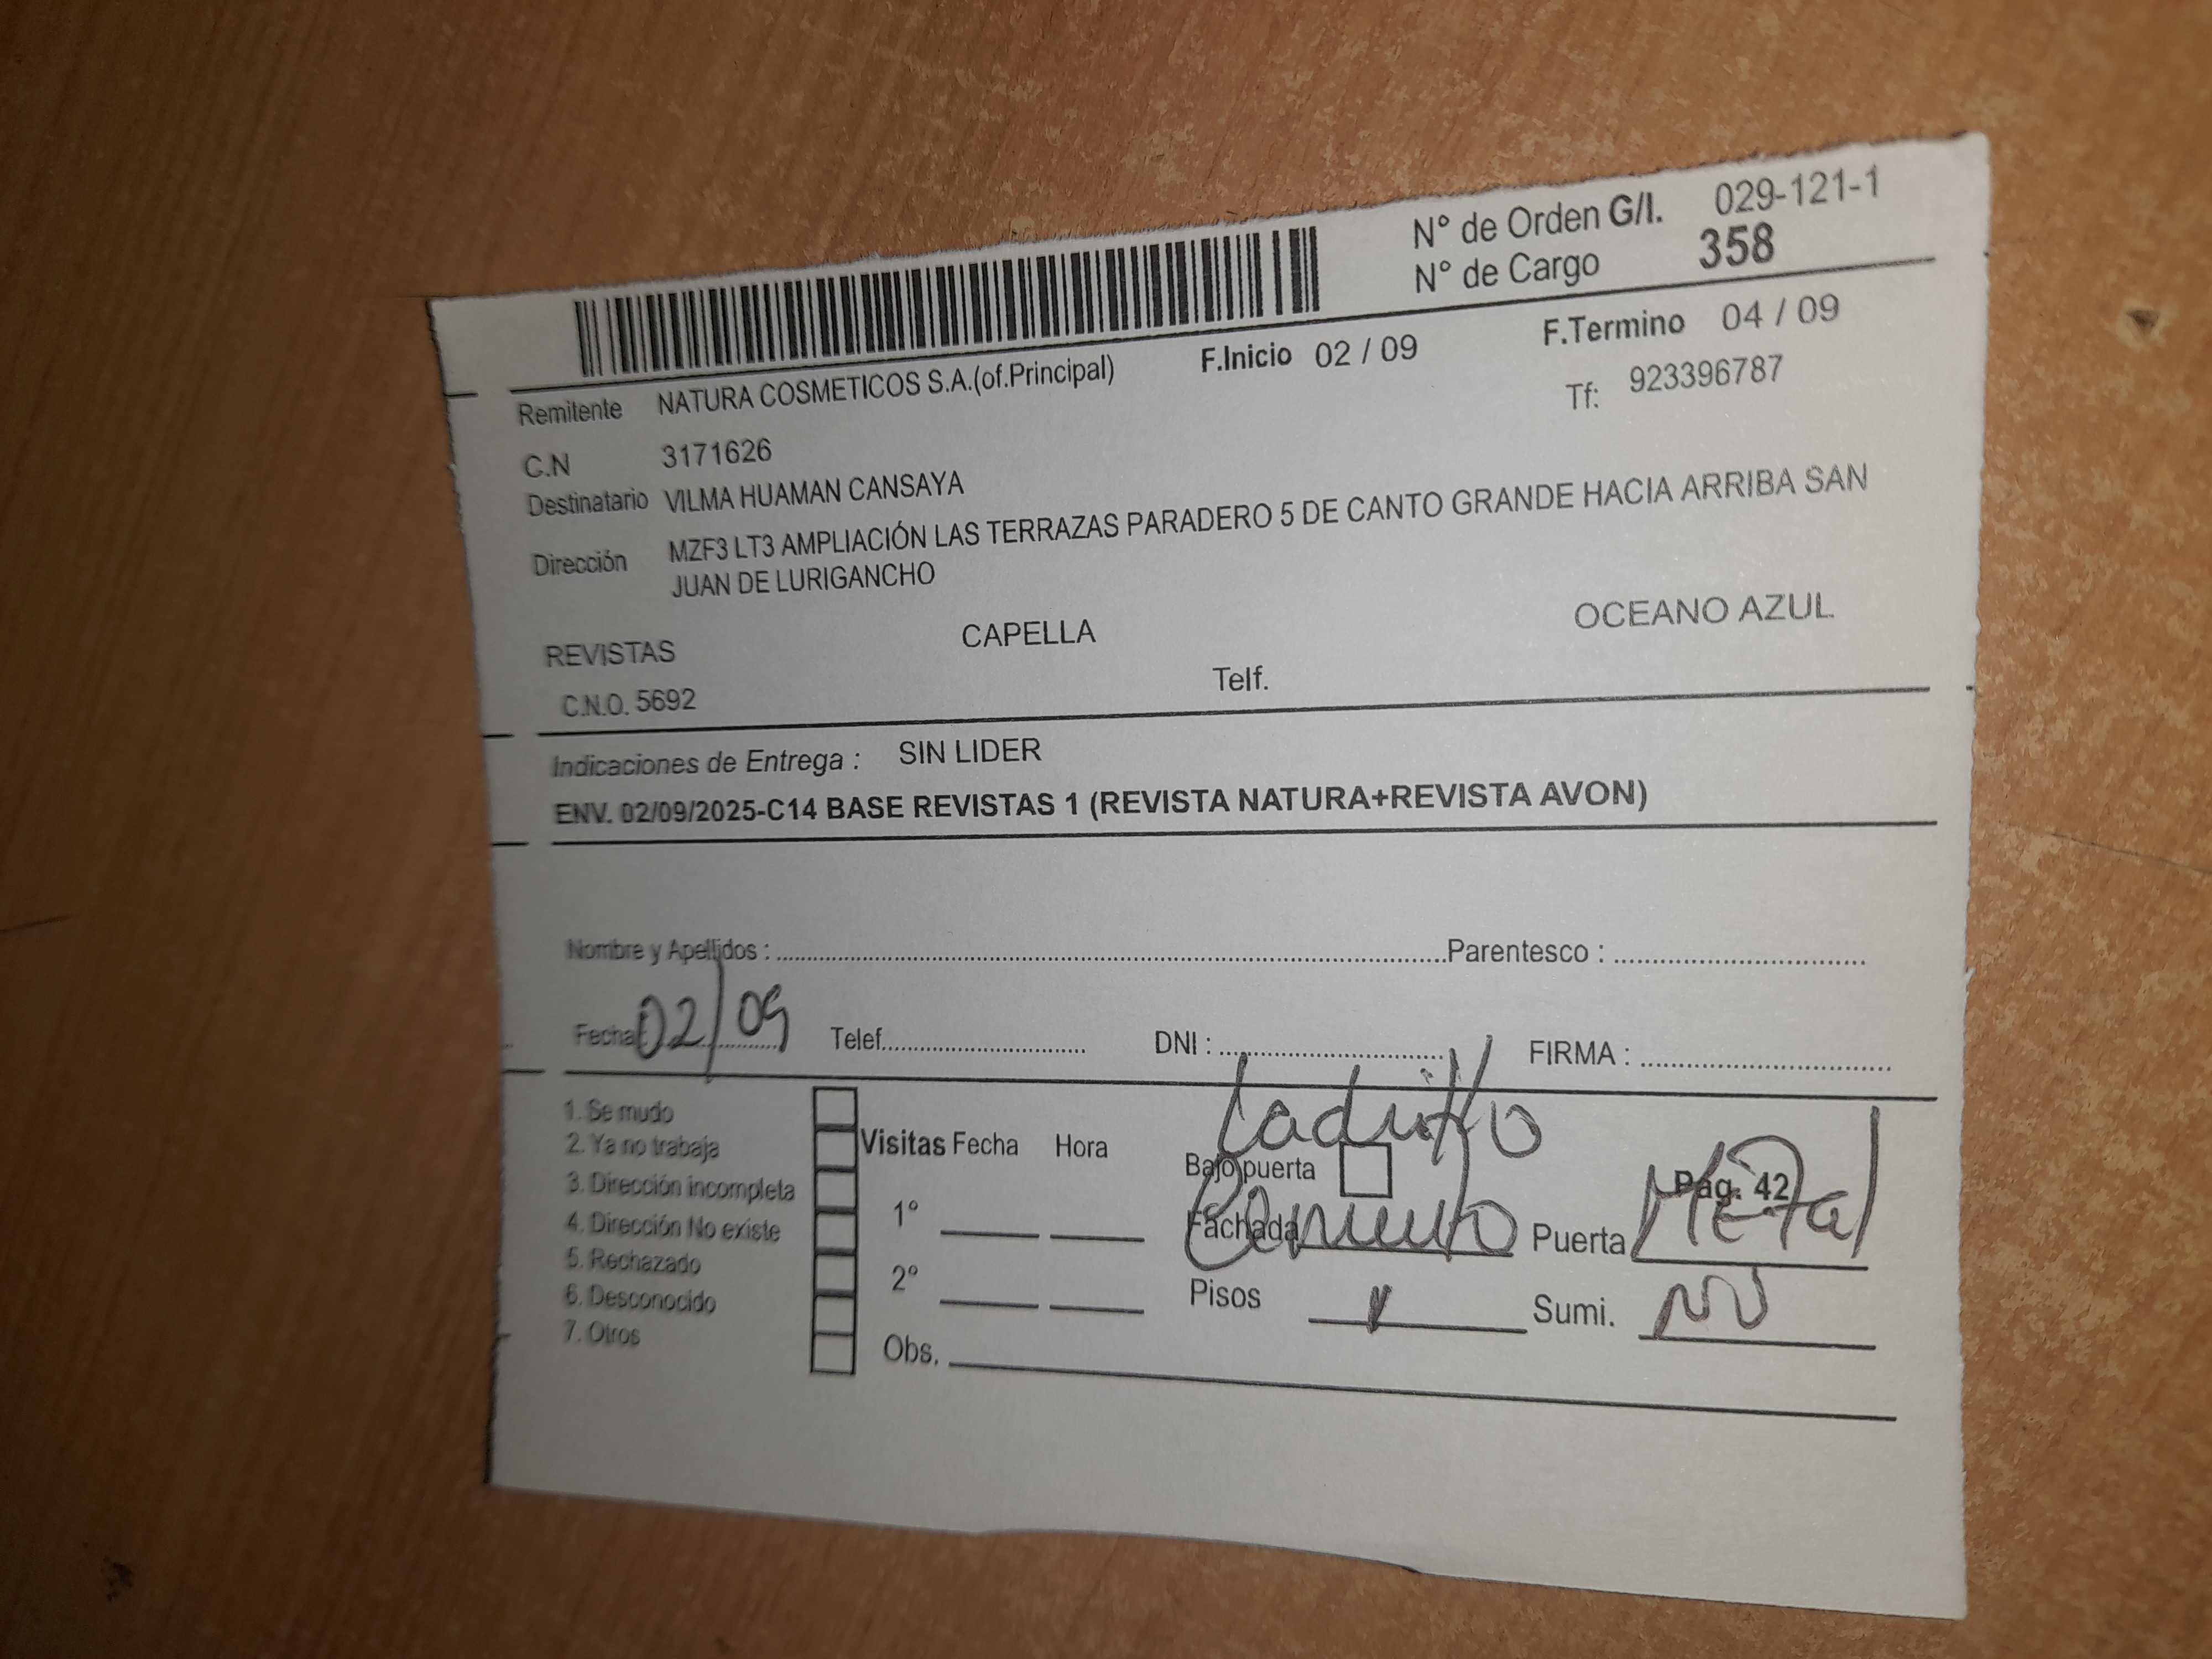 N° de Orden G/I. 029-121-1
N° de Cargo 358
F.Inicio 02 / 09 F.Termino 04 / 09
Remitente NATURA COSMETICOS S.A.(of.Principal) Tf: 923396787
C.N 3171626
Destinatario VILMA HUAMAN CANSAYA
Dirección MZF3 LT3 AMPLIACIÓN LAS TERRAZAS PARADERO 5 DE CANTO GRANDE HACIA ARRIBA SAN
JUAN DE LURIGANCHO
REVISTAS CAPELLA OCEANO AZUL
C.N.O. 5692 Telf.
Indicaciones de Entrega : SIN LIDER
ENV. 02/09/2025-C14 BASE REVISTAS 1 (REVISTA NATURA+REVISTA AVON)
Nombre y Apellidos : Parentesco :
Fecha: 02/09 Telef. DNI : FIRMA :
Ladrillo
1. Se mudo
2. Ya no trabaja Visitas Fecha Hora Bajo puerta
3. Dirección incompleta Pág. 42
4. Dirección No existe 1° Fachada Cemento Puerta Metal
5. Rechazado
6. Desconocido 2° Pisos 1 Sumi. NO
7. Otros Obs.